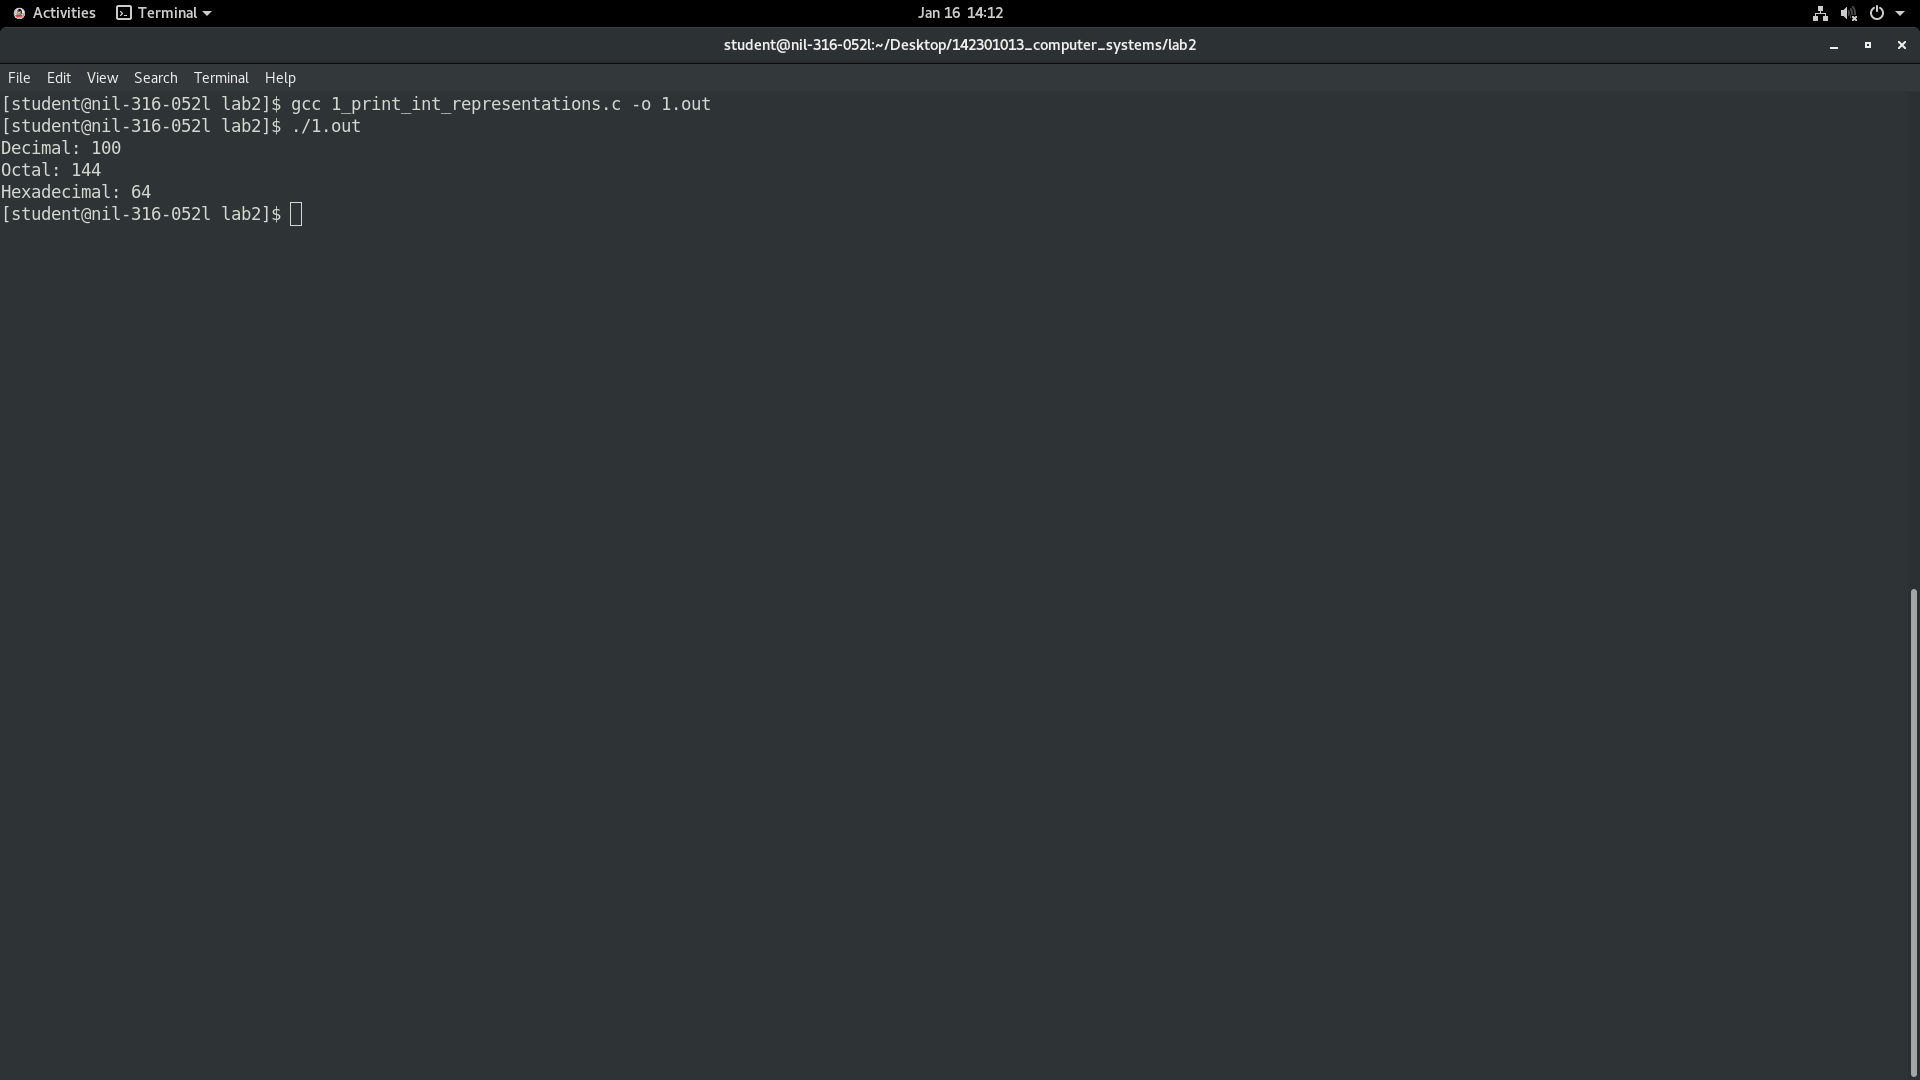 Activities Terminal Jan 16 14:12
student@nil-316-052l:~/Desktop/142301013_computer_systems/lab2
File Edit View Search Terminal Help
[student@nil-316-052l lab2]$ gcc 1_print_int_representations.c -o 1.out
[student@nil-316-052l lab2]$ ./1.out
Decimal: 100
Octal: 144
Hexadecimal: 64
[student@nil-316-052l lab2]$